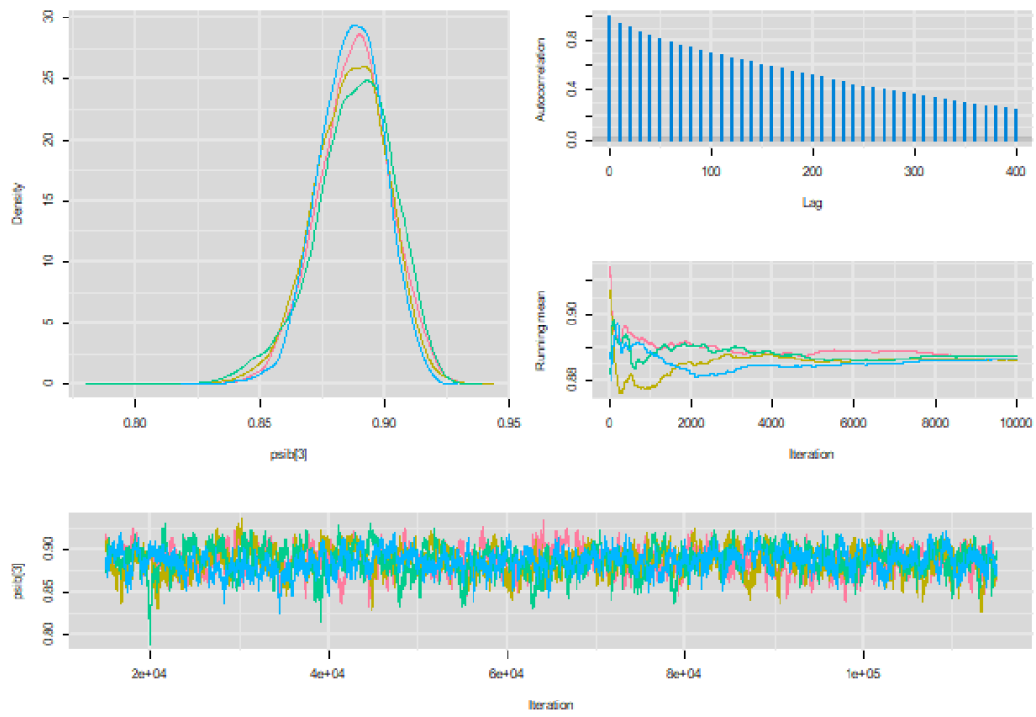 Density
0
5
10
15
20
25
30
0.80
0.85
0.90
0.95
psib[3]
Autocorrelation
0.0
0.4
0.8
0
100
200
300
400
Lag
Running mean
0.88
0.90
0
2000
4000
6000
8000
10000
Iteration
psib[3]
0.80
0.85
0.90
2e+04
4e+04
6e+04
8e+04
1e+05
Iteration